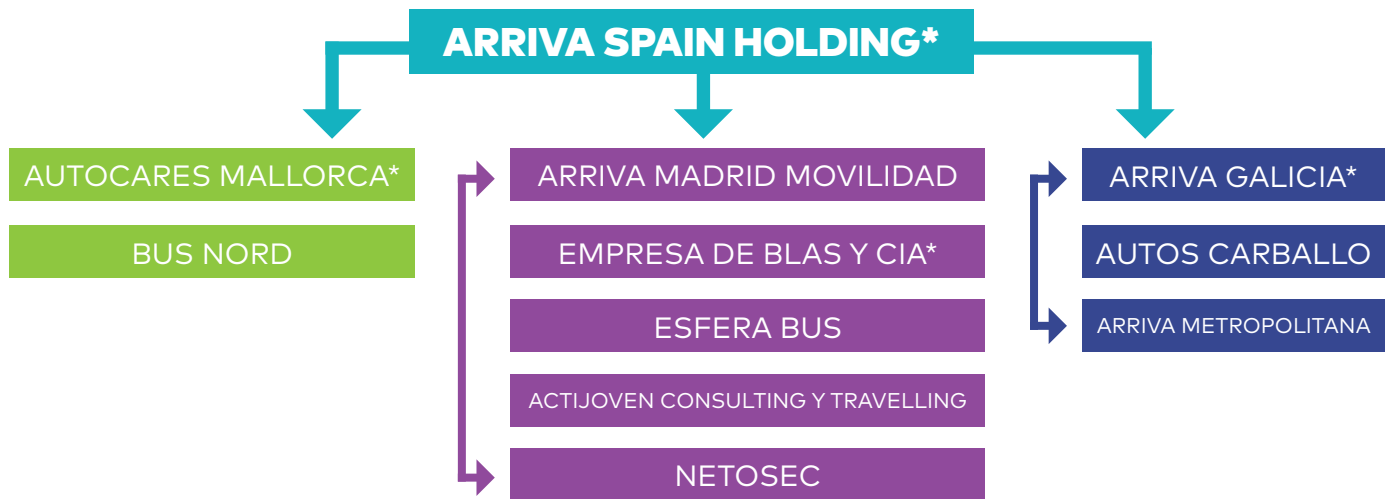 ARRIVA SPAIN HOLDING*
AUTOCARES MALLORCA*
BUS NORD
ARRIVA MADRID MOVILIDAD
EMPRESA DE BLAS Y CIA*
ESFERA BUS
ACTIJOVEN CONSULTING Y TRAVELLING
NETOSEC
ARRIVA GALICIA*
AUTOS CARBALLO
ARRIVA METROPOLITANA